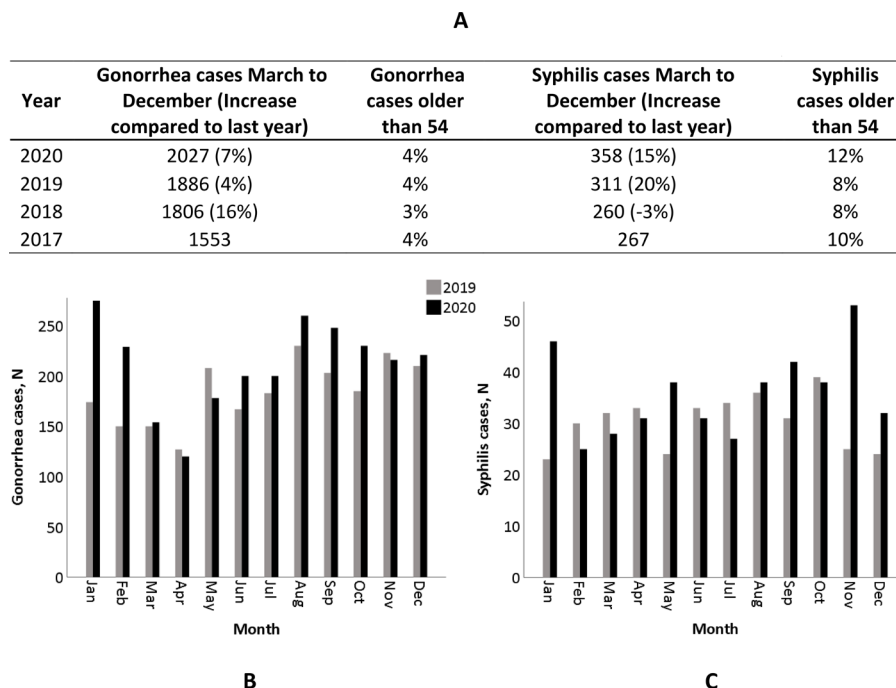 A
Year Gonorrhea cases March to December (Increase compared to last year) Gonorrhea cases older than 54 Syphilis cases March to December (Increase compared to last year) Syphilis cases older than 54
2020 2027 (7%) 4% 358 (15%) 12%
2019 1886 (4%) 4% 311 (20%) 8%
2018 1806 (16%) 3% 260 (-3%) 8%
2017 1553 4% 267 10%
2019
2020
Gonorrhea cases, N
250
200
150
100
50
0
Jan Feb Mar Apr May Jun Jul Aug Sep Oct Nov Dec
Month
B
Syphilis cases, N
50
40
30
20
10
0
Jan Feb Mar Apr May Jun Jul Aug Sep Oct Nov Dec
Month
C